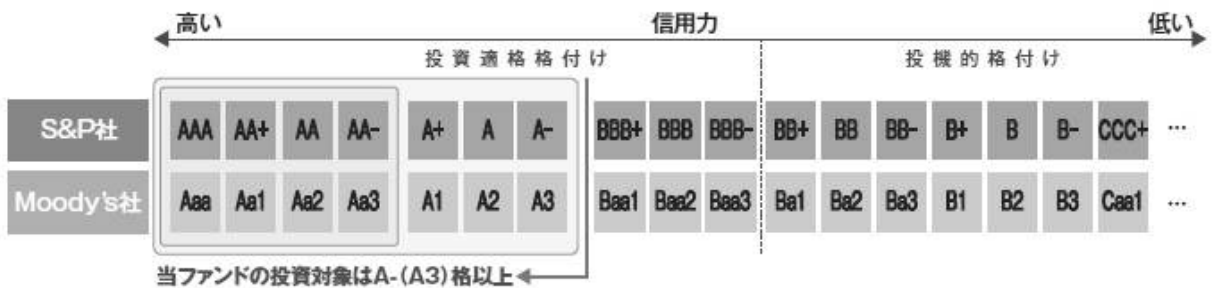 高い 信用力 低い
投資適格格付け 投機的格付け
S&P社 AAA AA+ AA AA- A+ A A- BBB+ BBB BBB- BB+ BB BB- B+ B B- CCC+ …
Moody's社 Aaa Aa1 Aa2 Aa3 A1 A2 A3 Baa1 Baa2 Baa3 Ba1 Ba2 Ba3 B1 B2 B3 Caa1 …
当ファンドの投資対象はA-(A3)格以上